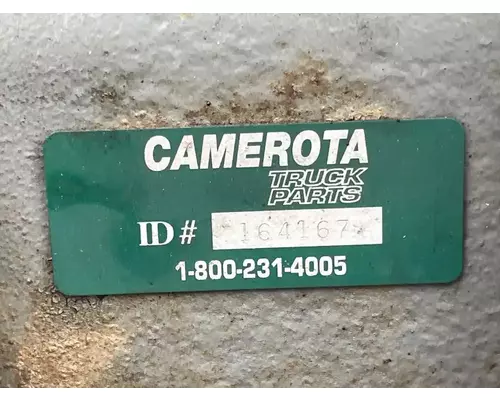 CAMEROTA
TRUCK
PARTS
ID # 164167
1-800-231-4005